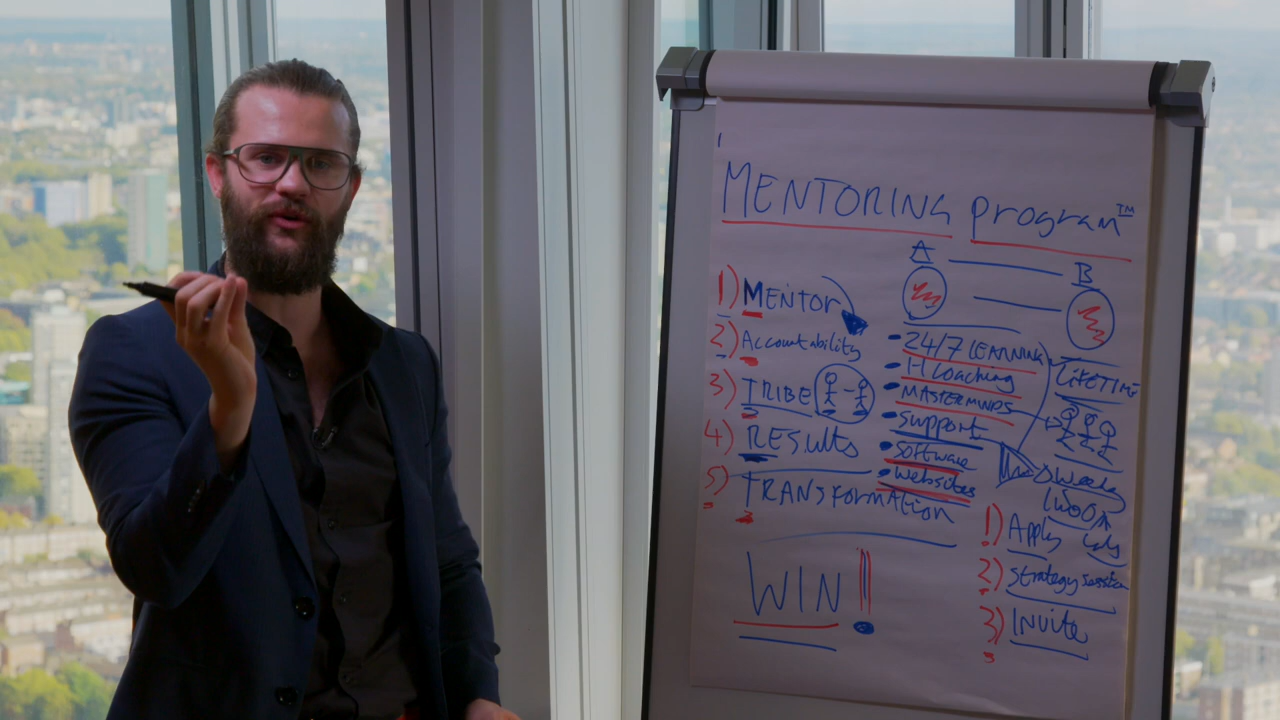 MENTORING program™
A
B
1) MENTOR
2) Accountability
3) TRIBE
4) RESults
5) TRANSformation
WIN!
• 24/7 LEARNING
• 1-1 Coaching
• MASTERMINDS
• Support
• Software
• Websites
LIFETIME
1) Apply
2) Strategy session
3) INVite